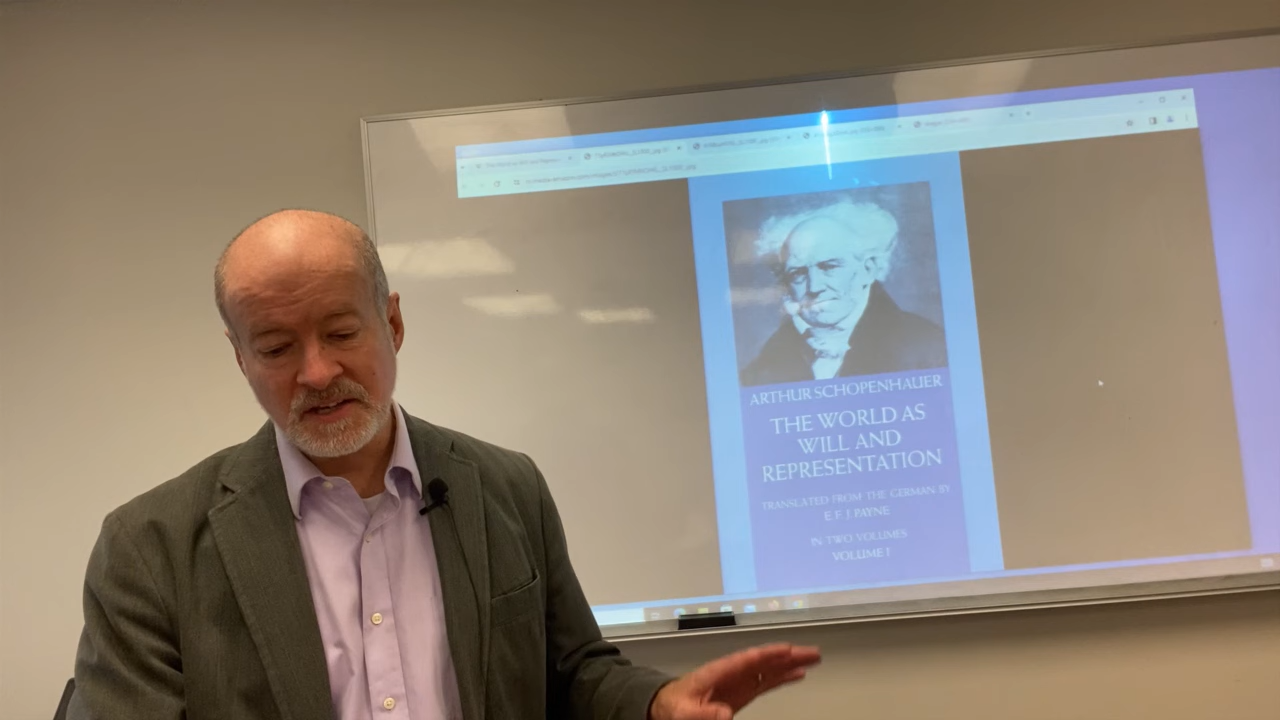 ARTHUR SCHOPENHAUER
THE WORLD AS
WILL AND
REPRESENTATION
TRANSLATED FROM THE GERMAN BY
E. F. J. PAYNE
IN TWO VOLUMES
VOLUME I